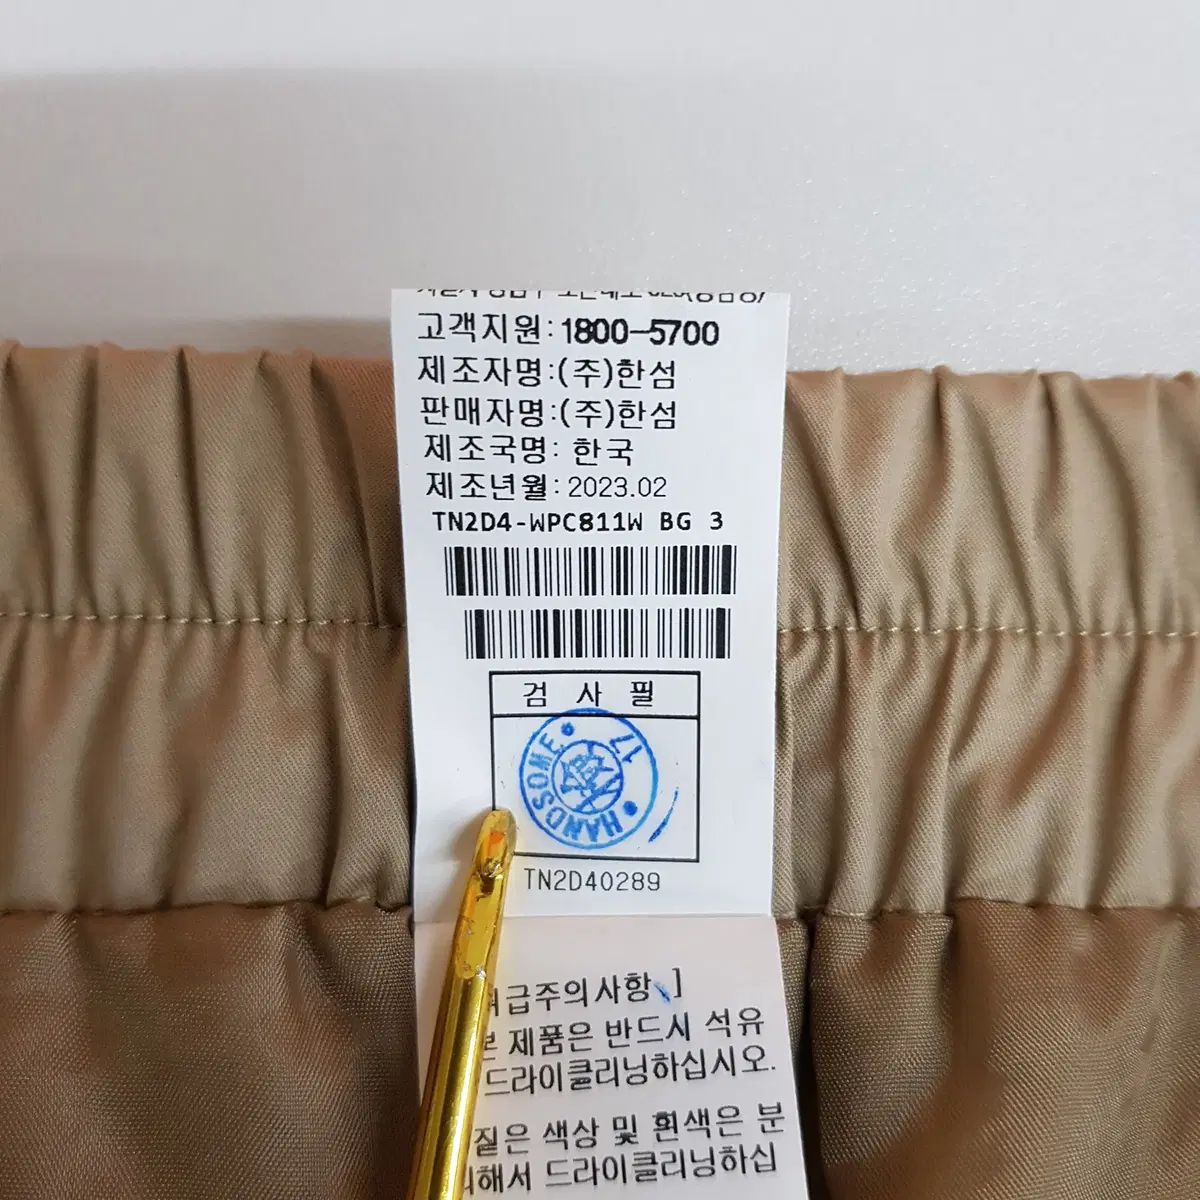 고객지원: 1800-5700
제조자명:(주)한섬
판매자명:(주)한섬
제조국명: 한국
제조년월: 2023.02
TN2D4-WPC811W BG 3
검 사 필
HANDSOME
17
TN2D40289
급주의사항 ]
제품은 반드시 석유
드라이클리닝하십시오.
질은 색상 및 흰색은 분
해서 드라이클리닝하십